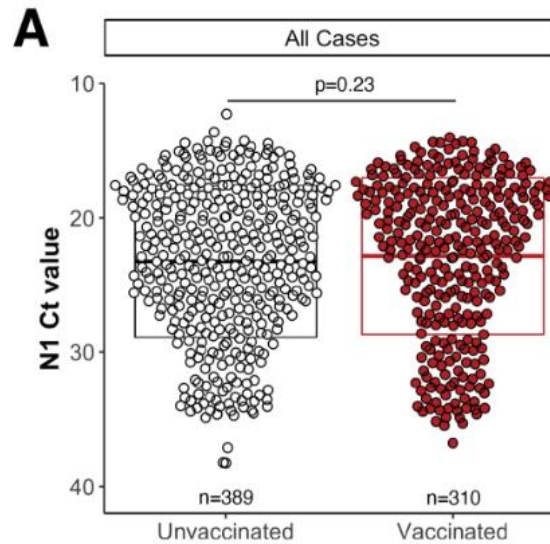 A
All Cases
p=0.23
10
20
30
40
N1 Ct value
n=389
n=310
Unvaccinated
Vaccinated